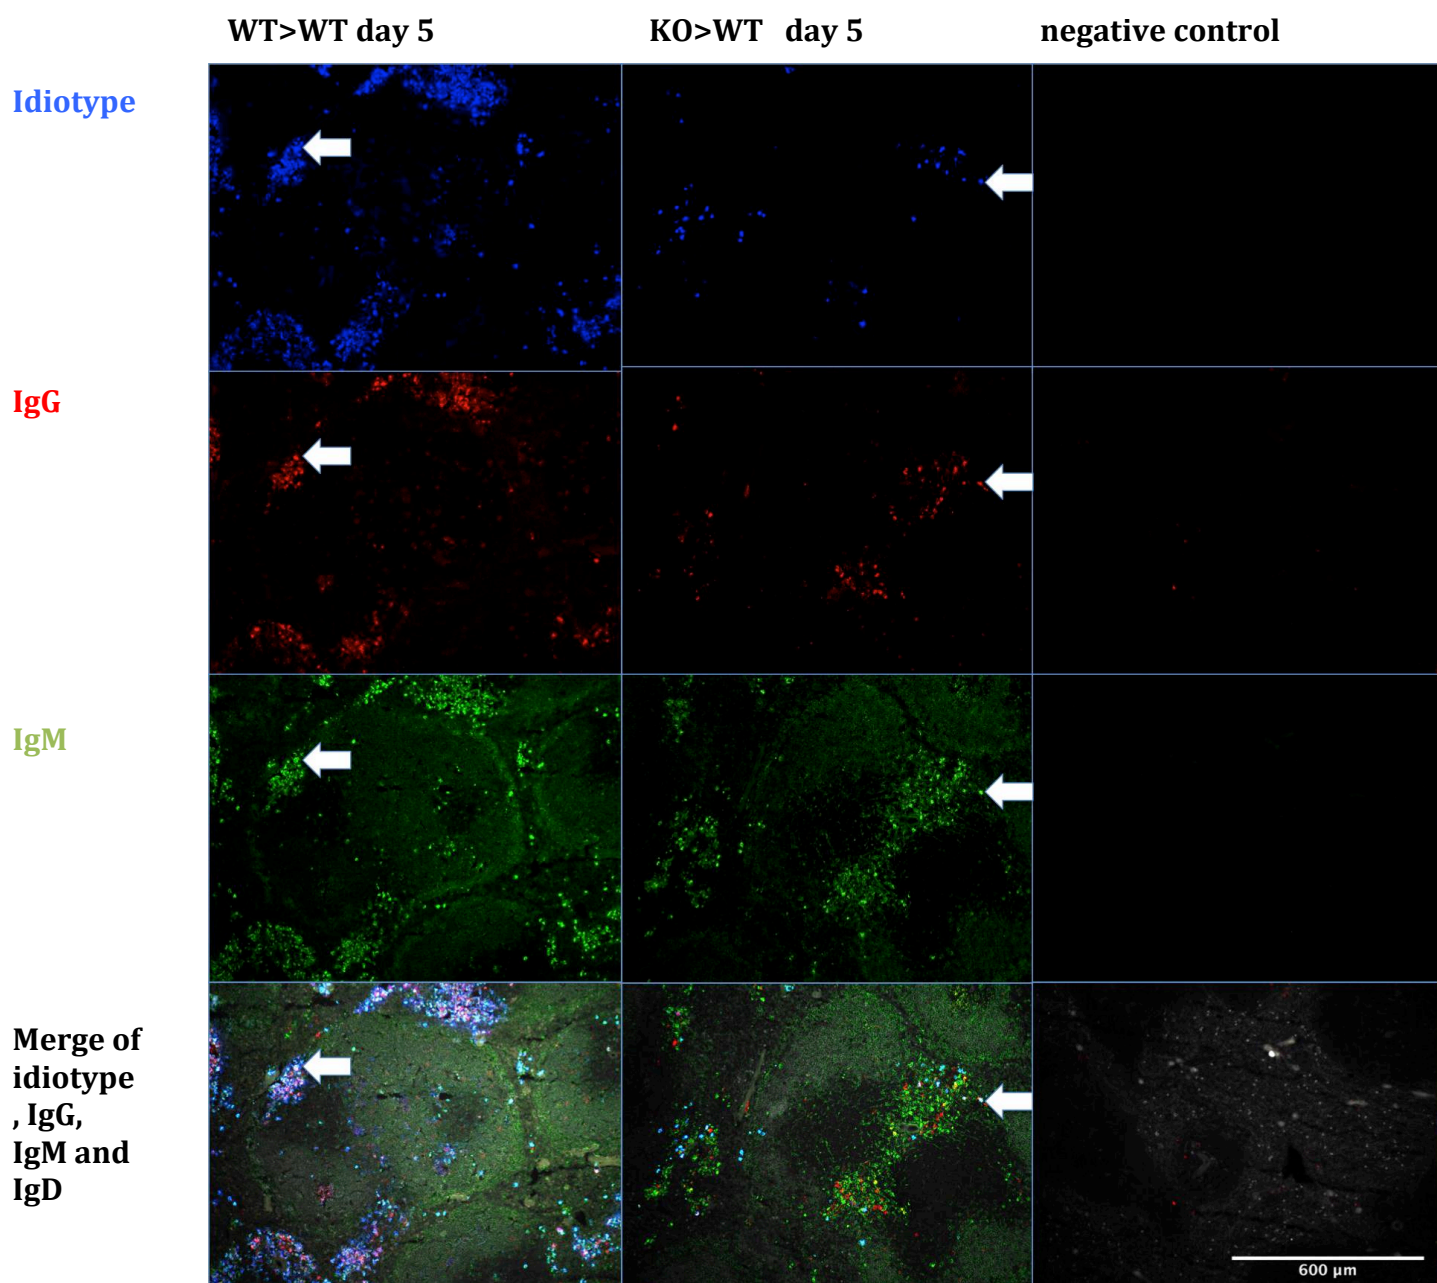 WT>WT day 5
KO>WT day 5
negative control
Idiotype
IgG
IgM
Merge of
idiotype
, IgG,
IgM and
IgD
600 µm